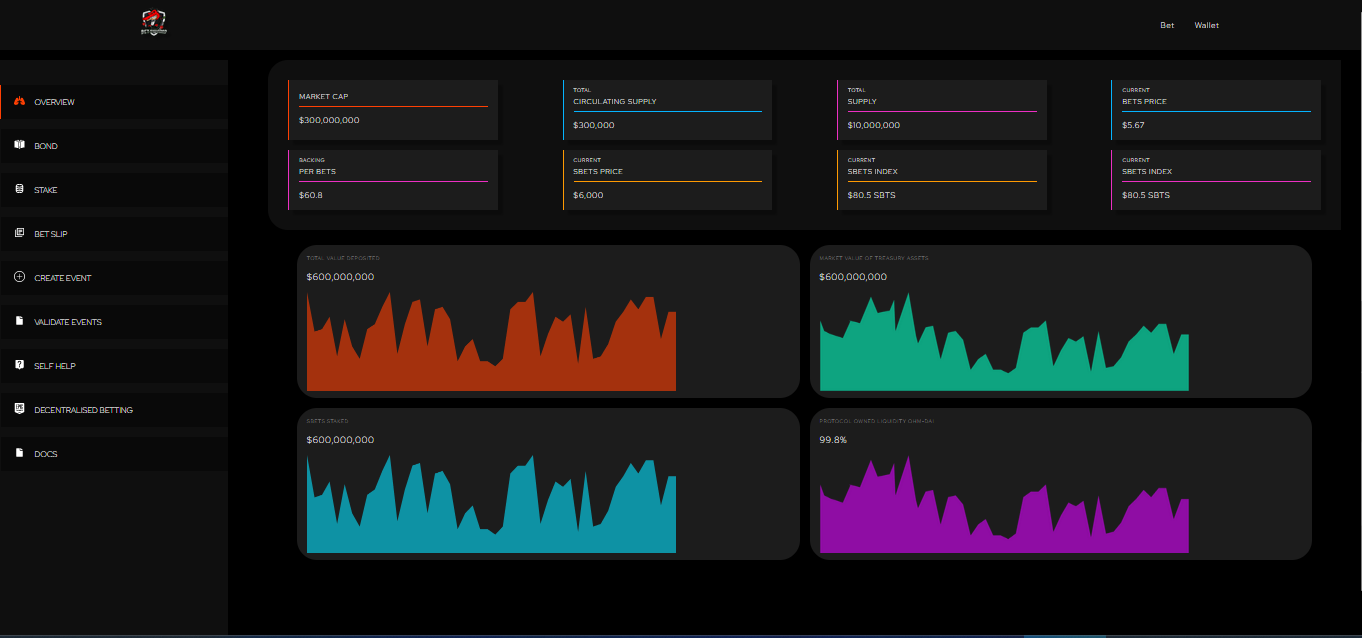 Bet
Wallet
OVERVIEW
BOND
STAKE
BET SLIP
CREATE EVENT
VALIDATE EVENTS
SELF HELP
DECENTRALISED BETTING
DOCS
MARKET CAP
$300,000,000
TOTAL
CIRCULATING SUPPLY
$300,000
TOTAL
SUPPLY
$10,000,000
CURRENT
BETS PRICE
$5.67
BACKING
PER BETS
$60.8
CURRENT
SBETS PRICE
$6,000
CURRENT
SBETS INDEX
$80.5 SBTS
CURRENT
SBETS INDEX
$80.5 SBTS
TOTAL VALUE DEPOSITED
$600,000,000
MARKET VALUE OF TREASURY ASSETS
$600,000,000
SBETS STAKED
$600,000,000
PROTOCOL OWNED LIQUIDITY OHM-DAI
99.8%